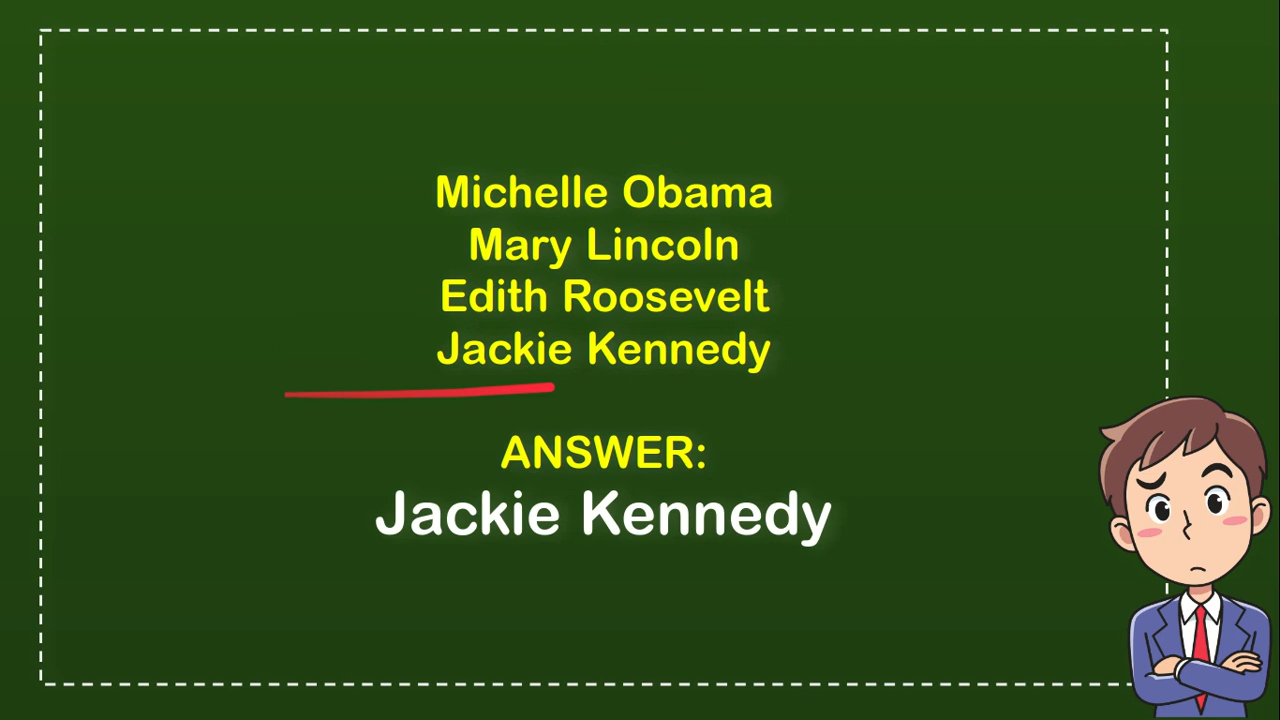 Michelle Obama
Mary Lincoln
Edith Roosevelt
Jackie Kennedy
ANSWER:
Jackie Kennedy